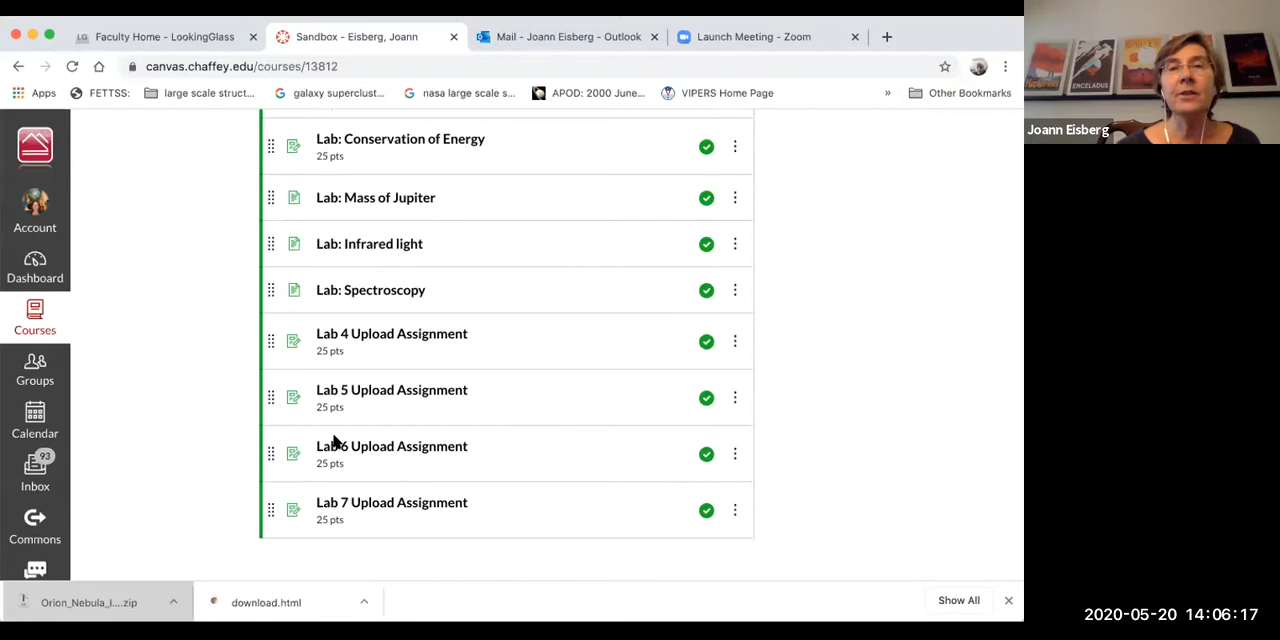 Faculty Home - LookingGlass
Sandbox - Eisberg, Joann
Mail - Joann Eisberg - Outlook
Launch Meeting - Zoom
canvas.chaffey.edu/courses/13812
Apps
FETTSS:
large scale struct...
galaxy superclust...
nasa large scale s...
APOD: 2000 June...
VIPERS Home Page
»
Other Bookmarks
ENCELADUS
Joann Eisberg
Lab: Conservation of Energy
25 pts
Lab: Mass of Jupiter
Lab: Infrared light
Lab: Spectroscopy
Lab 4 Upload Assignment
25 pts
Lab 5 Upload Assignment
25 pts
Lab 6 Upload Assignment
25 pts
Lab 7 Upload Assignment
25 pts
Account
Dashboard
Courses
Groups
Calendar
93
Inbox
Commons
Orion_Nebula_I....zip
download.html
Show All
2020-05-20 14:06:17